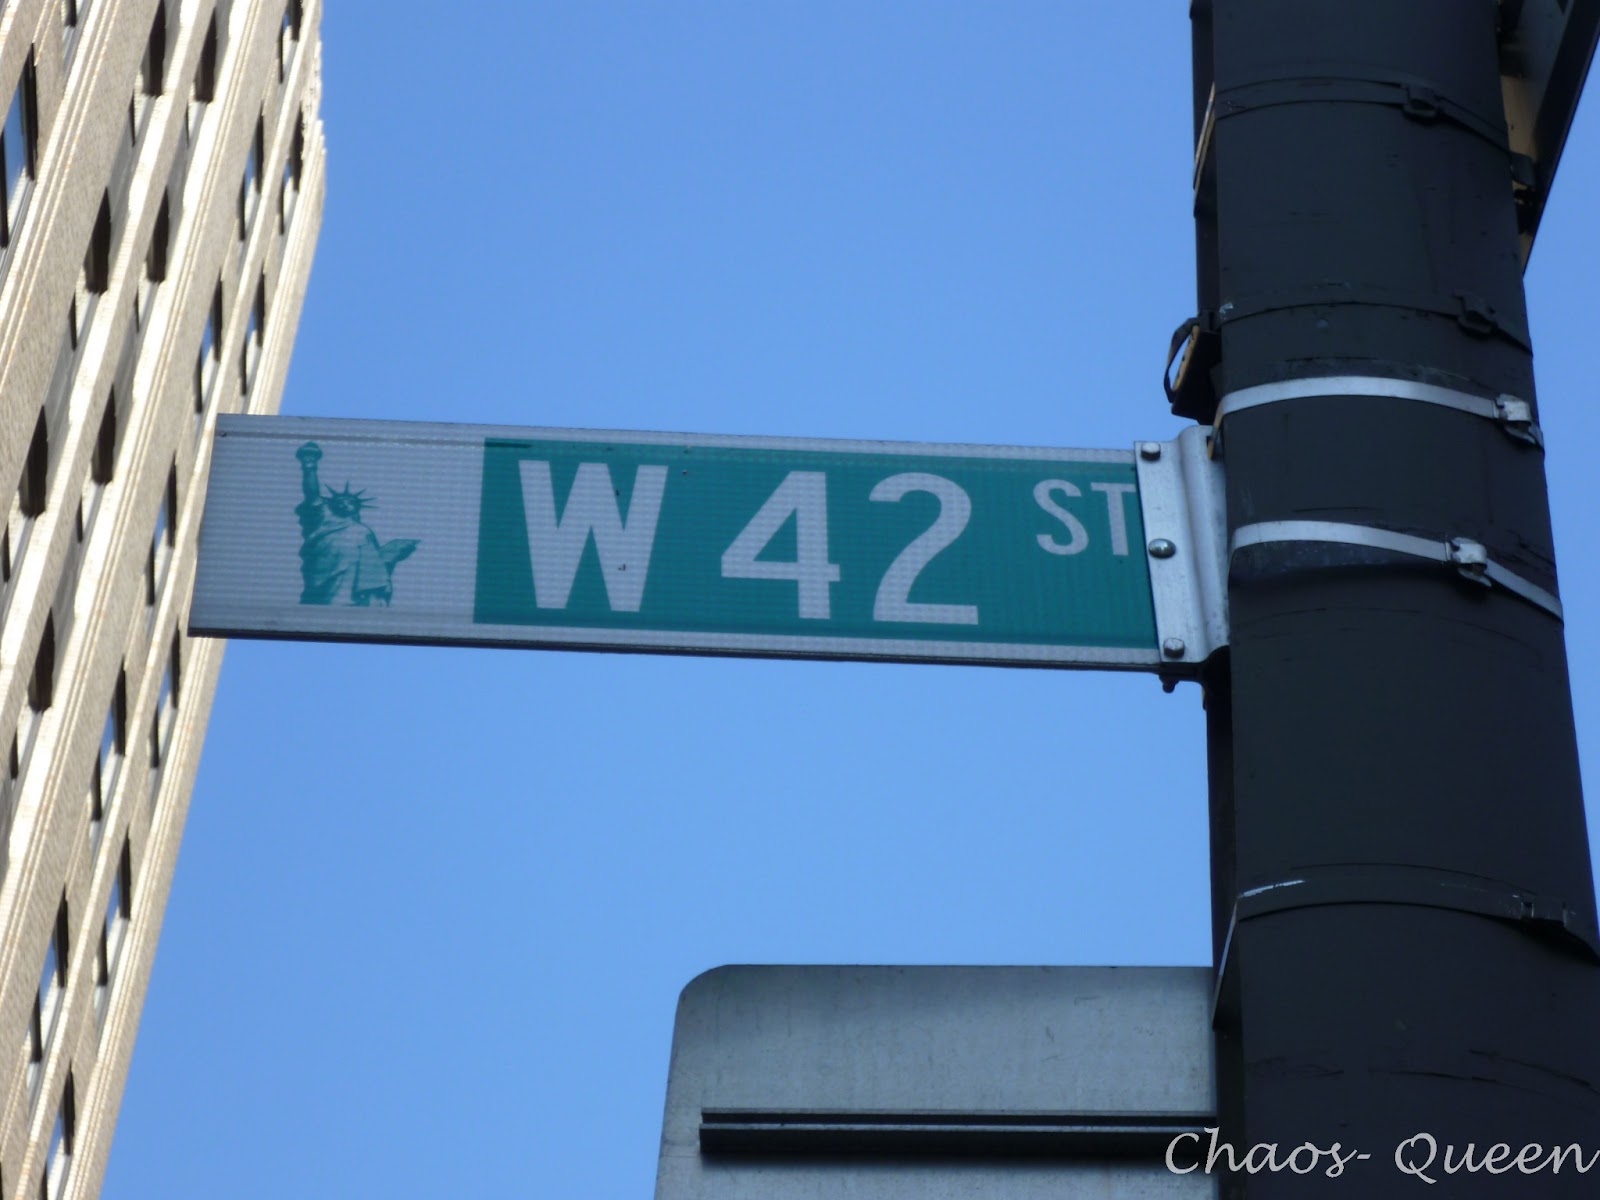 W 42 ST
Chaos- Queen